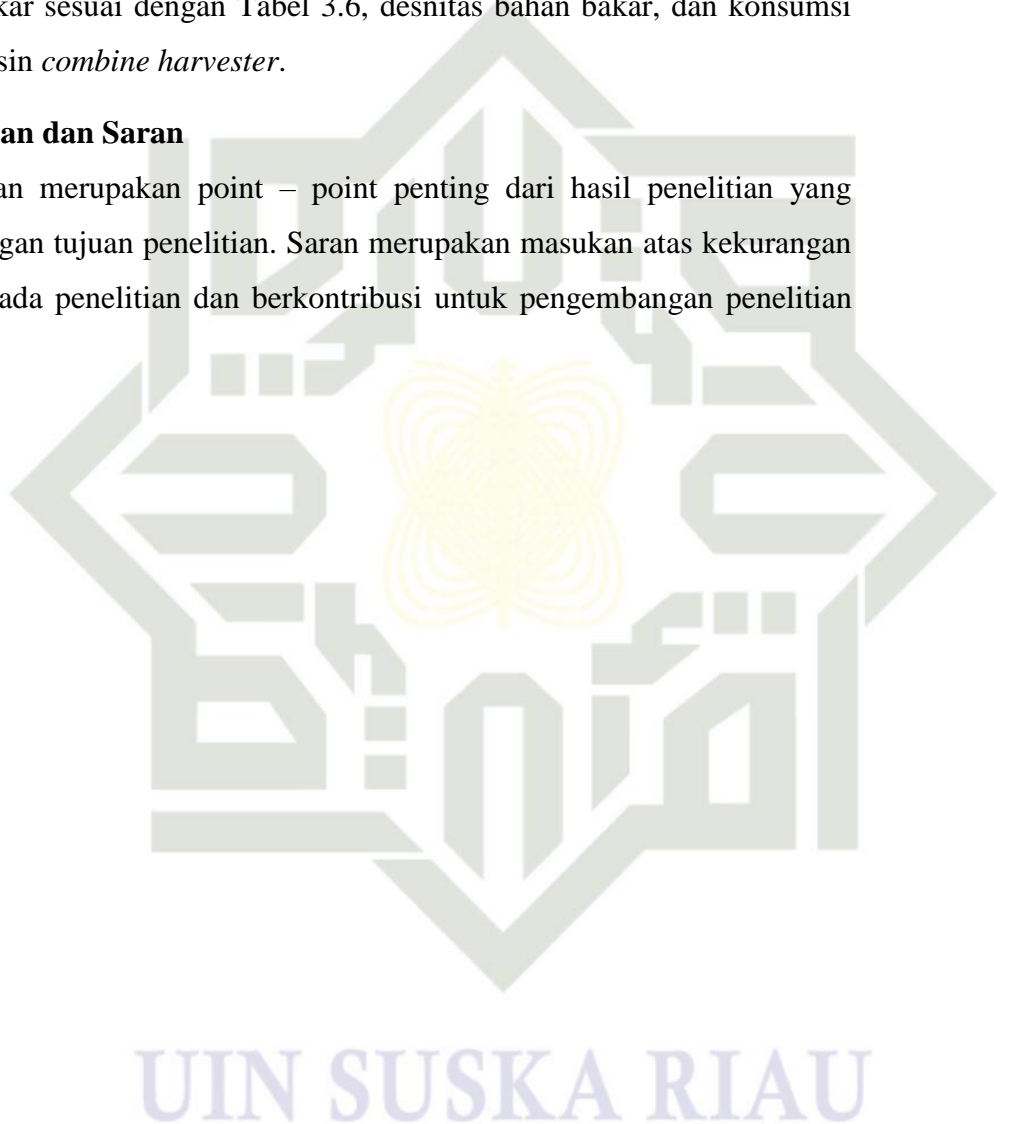 kar sesuai dengan Tabel 3.6, desnitas bahan bakar, dan konsumsi
sin combine harvester.
an dan Saran
an merupakan point – point penting dari hasil penelitian yang
gan tujuan penelitian. Saran merupakan masukan atas kekurangan
ada penelitian dan berkontribusi untuk pengembangan penelitian
UIN SUSKA RIAU